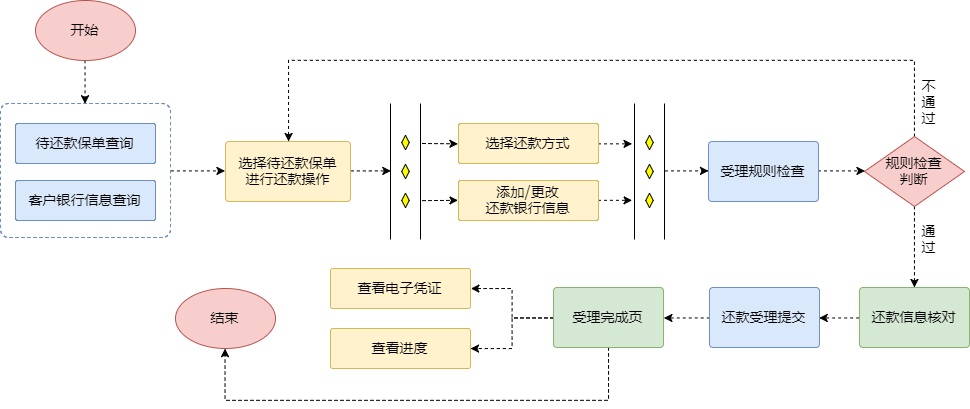 开始
待还款保单查询
客户银行信息查询
选择待还款保单
进行还款操作
选择还款方式
添加/更改
还款银行信息
受理规则检查
规则检查
判断
不
通
过
通
过
还款信息核对
还款受理提交
受理完成页
查看电子凭证
查看进度
结束